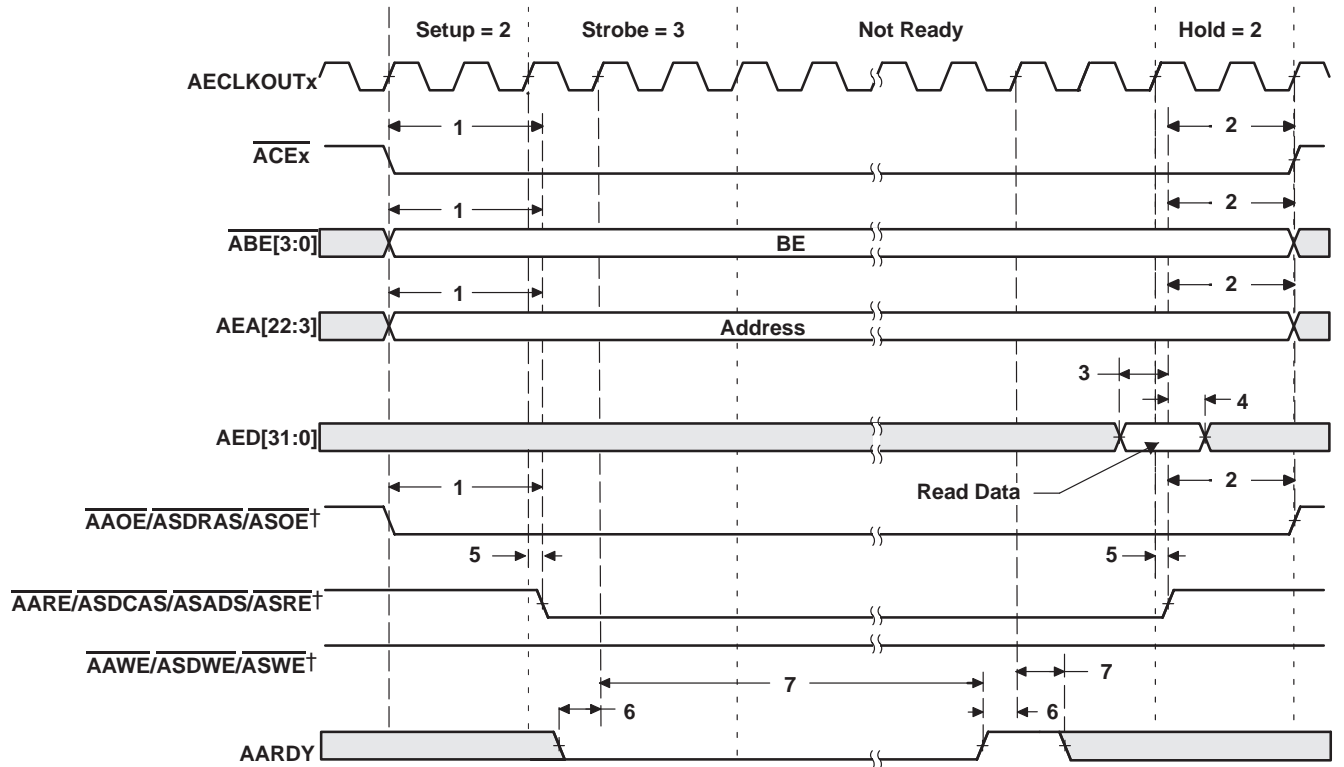 Setup = 2 Strobe = 3 Not Ready Hold = 2
AECLKOUTx
1 2
ACEx
1 2
ABE[3:0] BE
1 2
AEA[22:3] Address
3
4
AED[31:0]
1 Read Data 2
AAOE/ASDRAS/ASOE†
5 5
AARE/ASDCAS/ASADS/ASRE†
AAWE/ASDWE/ASWE†
7 7
6 6
AARDY